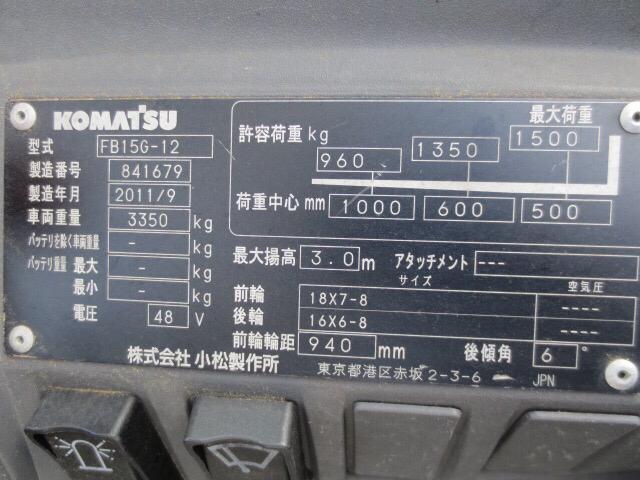 KOMATSU
型式 FB15G-12
製造番号 841679
製造年月 2011/9
車両重量 3350 kg
バッテリを除く車両重量 - kg
バッテリ重量 最大 - kg
最小 - kg
電圧 48 V
最大荷重
許容荷重 kg 960 1350 1500
荷重中心 mm 1000 600 500
最大揚高 3.0 m アタッチメント ---
サイズ 空気圧
前輪 18X7-8 ----
後輪 16X6-8 ----
前輪輪距 940 mm 後傾角 6°
株式会社 小松製作所 東京都港区赤坂 2-3-6 JPN